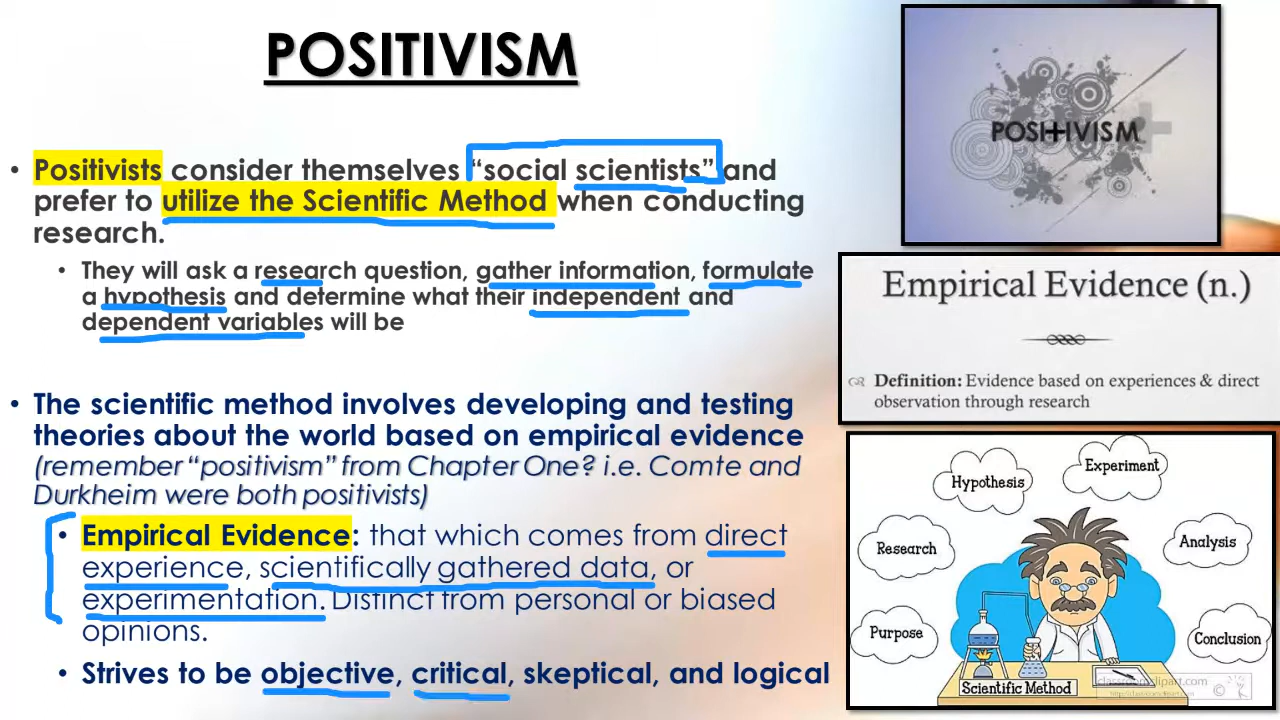 POSITIVISM
• Positivists consider themselves “social scientists” and
prefer to utilize the Scientific Method when conducting
research.
• They will ask a research question, gather information, formulate
a hypothesis and determine what their independent and
dependent variables will be
• The scientific method involves developing and testing
theories about the world based on empirical evidence
(remember “positivism” from Chapter One? i.e. Comte and
Durkheim were both positivists)
• Empirical Evidence: that which comes from direct
experience, scientifically gathered data, or
experimentation. Distinct from personal or biased
opinions.
• Strives to be objective, critical, skeptical, and logical
POSITIVISM
Empirical Evidence (n.)
Definition: Evidence based on experiences & direct
observation through research
Hypothesis
Experiment
Research
Analysis
Purpose
Conclusion
Scientific Method
classroomclipart.com
http://classroomclipart.com
©